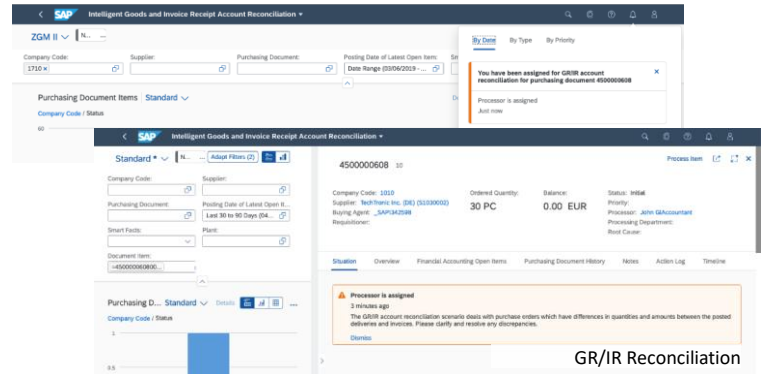 SAP Intelligent Goods and Invoice Receipt Account Reconciliation
ZGM II N... ...
Company Code: Supplier: Purchasing Document: Posting Date of Latest Open Item: Sm
1710 Date Range (03/06/2019 - ...
Purchasing Document Items Standard De
Company Code / Status
60
By Date By Type By Priority
You have been assigned for GR/IR account
reconciliation for purchasing document 4500000608
Processor is assigned
Just now
SAP Intelligent Goods and Invoice Receipt Account Reconciliation
Standard * N... ... Adapt Filters (2)
Company Code: Supplier:
Purchasing Document: Posting Date of Latest Open It...
Last 30 to 90 Days (04...
Smart Facts: Plant:
Document Item:
Purchasing D... Standard Details ...
Company Code / Status
1
0.5
4500000608 10
Process Item
Company Code: 1010 Ordered Quantity: Balance: Status: Initial
Supplier: TechTronic Inc. (DE) (S1030002) 30 PC 0.00 EUR Priority:
Buying Agent: _SAPI342598 Processor: John GlAccountant
Requisitioner: Processing Department:
Root Cause:
Situation Overview Financial Accounting Open Items Purchasing Document History Notes Action Log Timeline
Processor is assigned
3 minutes ago
The GR/IR account reconciliation scenario deals with purchase orders which have differences in quantities and amounts between the posted
deliveries and invoices. Please clarify and resolve any discrepancies.
Dismiss
GR/IR Reconciliation